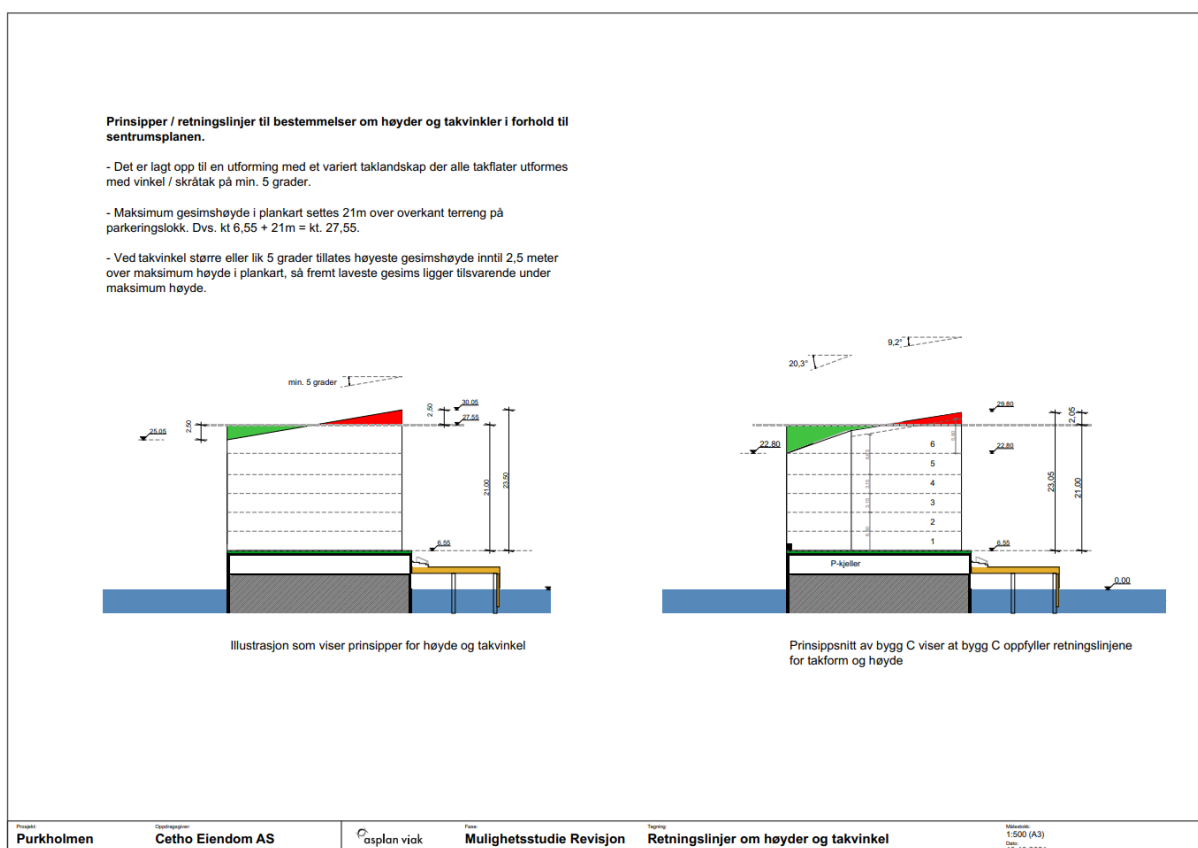 Prinsipper / retningslinjer til bestemmelser om høyder og takvinkler i forhold til
sentrumsplanen.
- Det er lagt opp til en utforming med et variert taklandskap der alle takflater utformes
med vinkel / skråtak på min. 5 grader.
- Maksimum gesimshøyde i plankart settes 21m over overkant terreng på
parkeringslokk. Dvs. kt 6,55 + 21m = kt. 27,55.
- Ved takvinkel større eller lik 5 grader tillates høyeste gesimshøyde inntil 2,5 meter
over maksimum høyde i plankart, så fremt laveste gesims ligger tilsvarende under
maksimum høyde.
min. 5 grader
25,05
2,50
2,50
30,05
27,55
21,00
23,50
6,55
Illustrasjon som viser prinsipper for høyde og takvinkel
20,3°
9,2°
22,80
29,80
22,80
2,05
23,05
21,00
6
5
4
3
2
1
6,55
P-kjeller
0,00
Prinsippsnitt av bygg C viser at bygg C oppfyller retningslinjene
for takform og høyde
Prosjekt:
Purkholmen
Oppdragsgiver:
Cetho Eiendom AS
asplan viak
Fase:
Mulighetsstudie Revisjon
Tegning:
Retningslinjer om høyder og takvinkel
Målestokk:
1:500 (A3)
Dato: